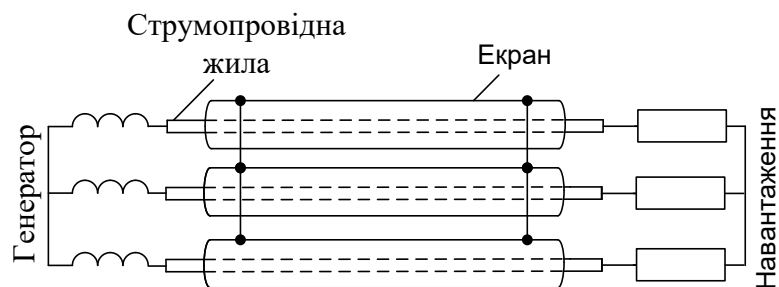 Струмопровідна
жила
Екран
Генератор
Навантаження